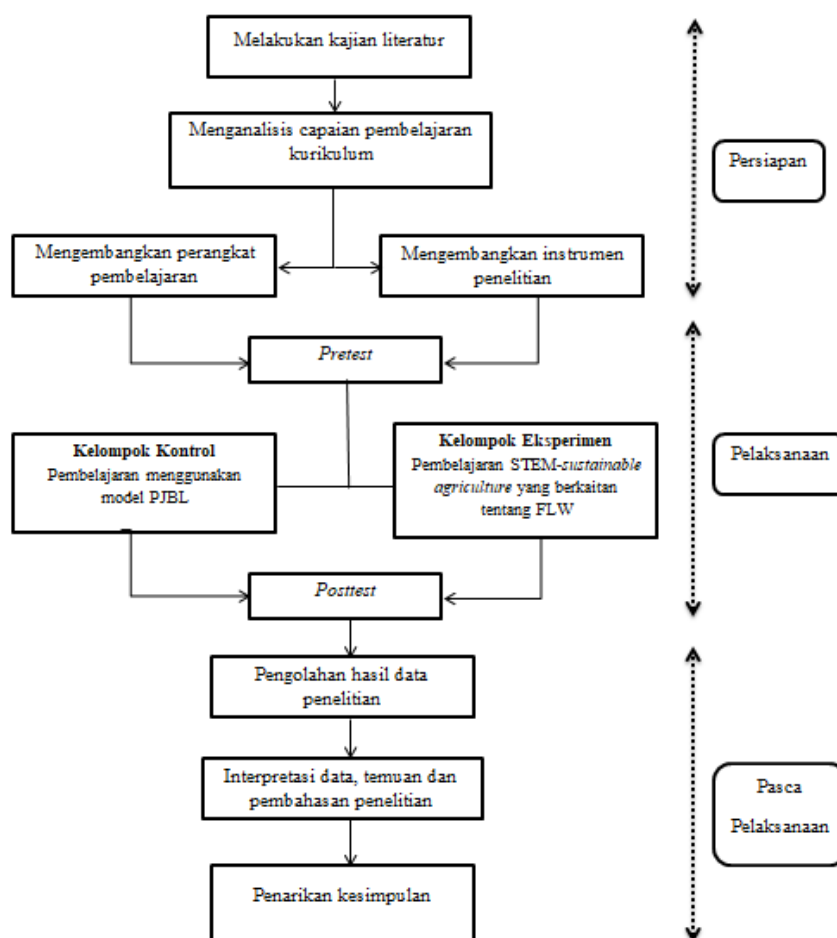 Melakukan kajian literatur
Menganalisis capaian pembelajaran
kurikulum
Persiapan
Mengembangkan perangkat
pembelajaran
Mengembangkan instrumen
penelitian
Pretest
Kelompok Kontrol
Pembelajaran menggunakan
model PJBL
Kelompok Eksperimen
Pembelajaran STEM-sustainable
agriculture yang berkaitan
tentang FLW
Pelaksanaan
Posttest
Pengolahan hasil data
penelitian
Interpretasi data, temuan dan
pembahasan penelitian
Pasca
Pelaksanaan
Penarikan kesimpulan